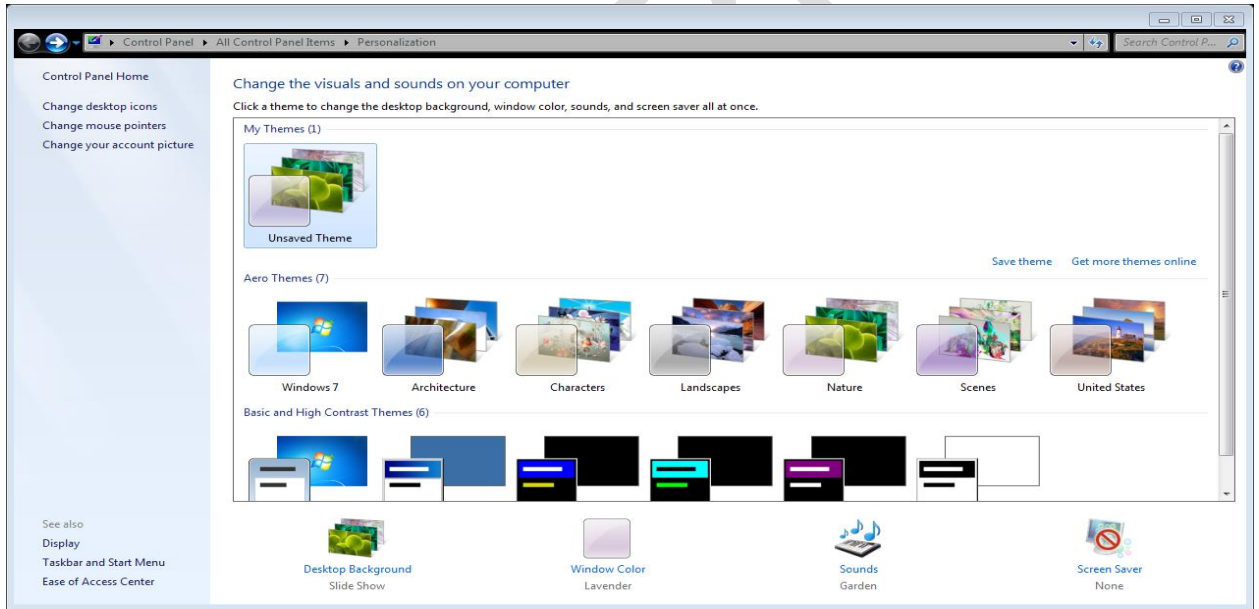 Control Panel ▸ All Control Panel Items ▸ Personalization
Search Control P...
Control Panel Home
Change desktop icons
Change mouse pointers
Change your account picture
Change the visuals and sounds on your computer
Click a theme to change the desktop background, window color, sounds, and screen saver all at once.
My Themes (1)
Unsaved Theme
Save theme Get more themes online
Aero Themes (7)
Windows 7 Architecture Characters Landscapes Nature Scenes United States
Basic and High Contrast Themes (6)
See also
Display
Taskbar and Start Menu
Ease of Access Center
Desktop Background Window Color Sounds Screen Saver
Slide Show Lavender Garden None